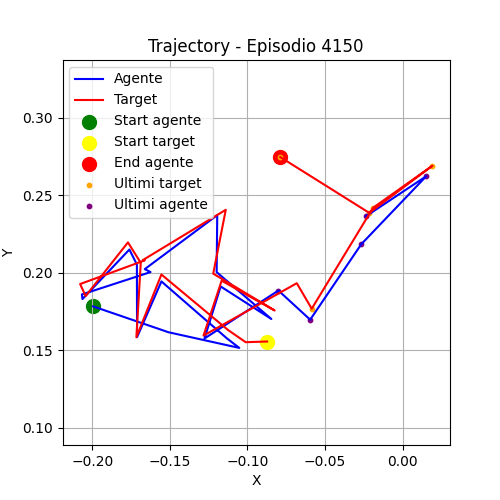 Trajectory - Episodio 4150
Agente
Target
Start agente
Start target
End agente
Ultimi target
Ultimi agente
0.30
0.25
0.20
0.15
0.10
Y
−0.20 −0.15 −0.10 −0.05 0.00
X